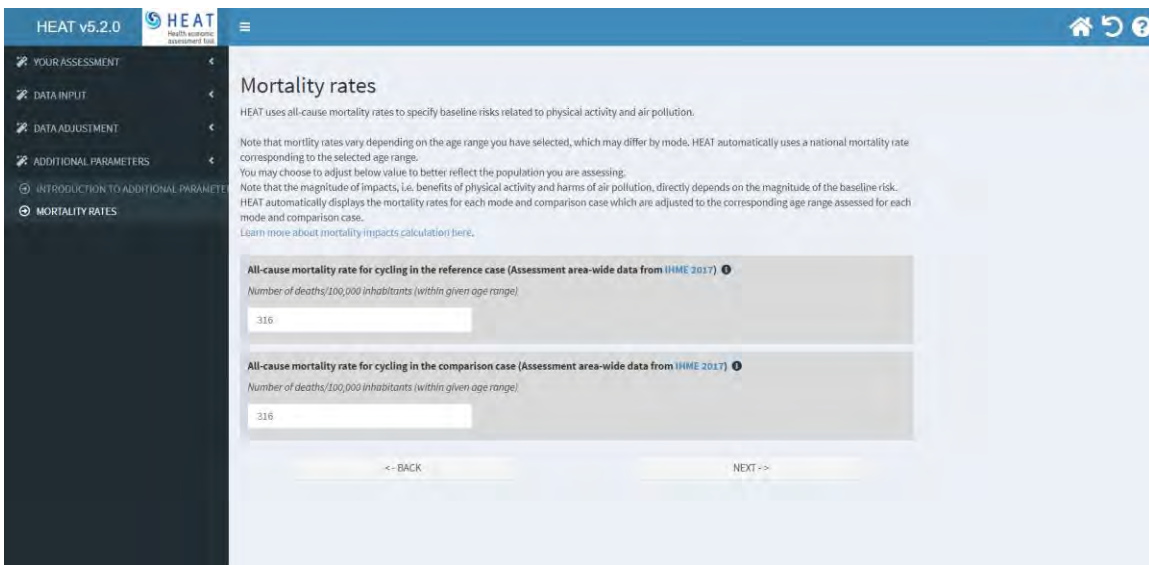 HEAT v5.2.0
HEAT
Health economic
assessment tool
YOUR ASSESSMENT
DATA INPUT
DATA ADJUSTMENT
ADDITIONAL PARAMETERS
INTRODUCTION TO ADDITIONAL PARAMETE
MORTALITY RATES
Mortality rates
HEAT uses all-cause mortality rates to specify baseline risks related to physical activity and air pollution.
Note that mortlity rates vary depending on the age range you have selected, which may differ by mode. HEAT automatically uses a national mortality rate
corresponding to the selected age range.
You may choose to adjust below value to better reflect the population you are assessing.
Note that the magnitude of impacts, i.e. benefits of physical activity and harms of air pollution, directly depends on the magnitude of the baseline risk.
HEAT automatically displays the mortality rates for each mode and comparison case which are adjusted to the corresponding age range assessed for each
mode and comparison case.
Learn more about mortality impacts calculation here.
All-cause mortality rate for cycling in the reference case (Assessment area-wide data from IHME 2017)
Number of deaths/100,000 inhabitants (within given age range)
316
All-cause mortality rate for cycling in the comparison case (Assessment area-wide data from IHME 2017)
Number of deaths/100,000 inhabitants (within given age range)
316
<- BACK
NEXT ->